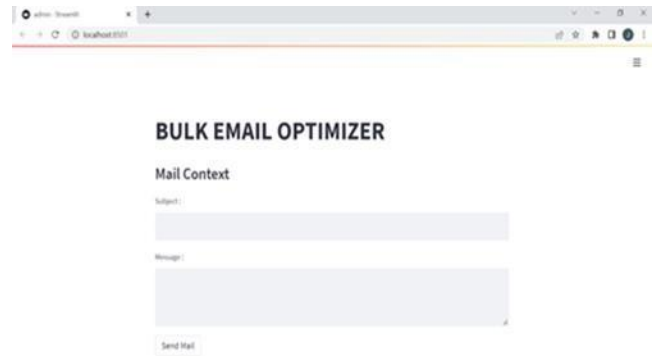 admin · Streamlit
localhost:8501
BULK EMAIL OPTIMIZER
Mail Context
Subject :
Message :
Send Mail